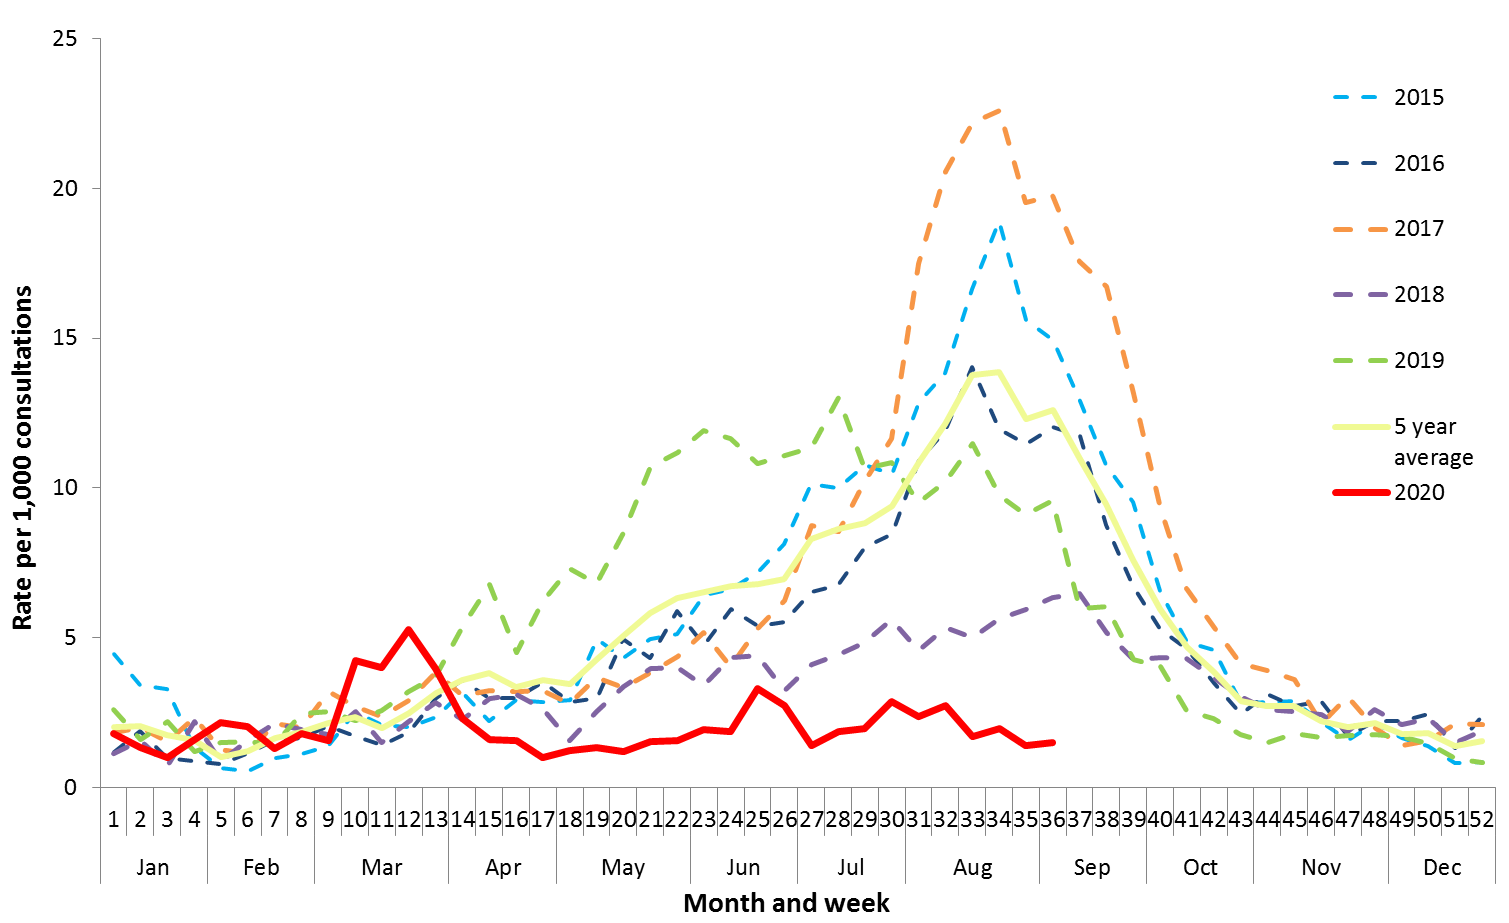 25
20
15
10
5
0
Rate per 1,000 consultations
2015
2016
2017
2018
2019
5 year
average
2020
1 2 3 4 5 6 7 8 9 10 11 12 13 14 15 16 17 18 19 20 21 22 23 24 25 26 27 28 29 30 31 32 33 34 35 36 37 38 39 40 41 42 43 44 45 46 47 48 49 50 51 52
Jan Feb Mar Apr May Jun Jul Aug Sep Oct Nov Dec
Month and week